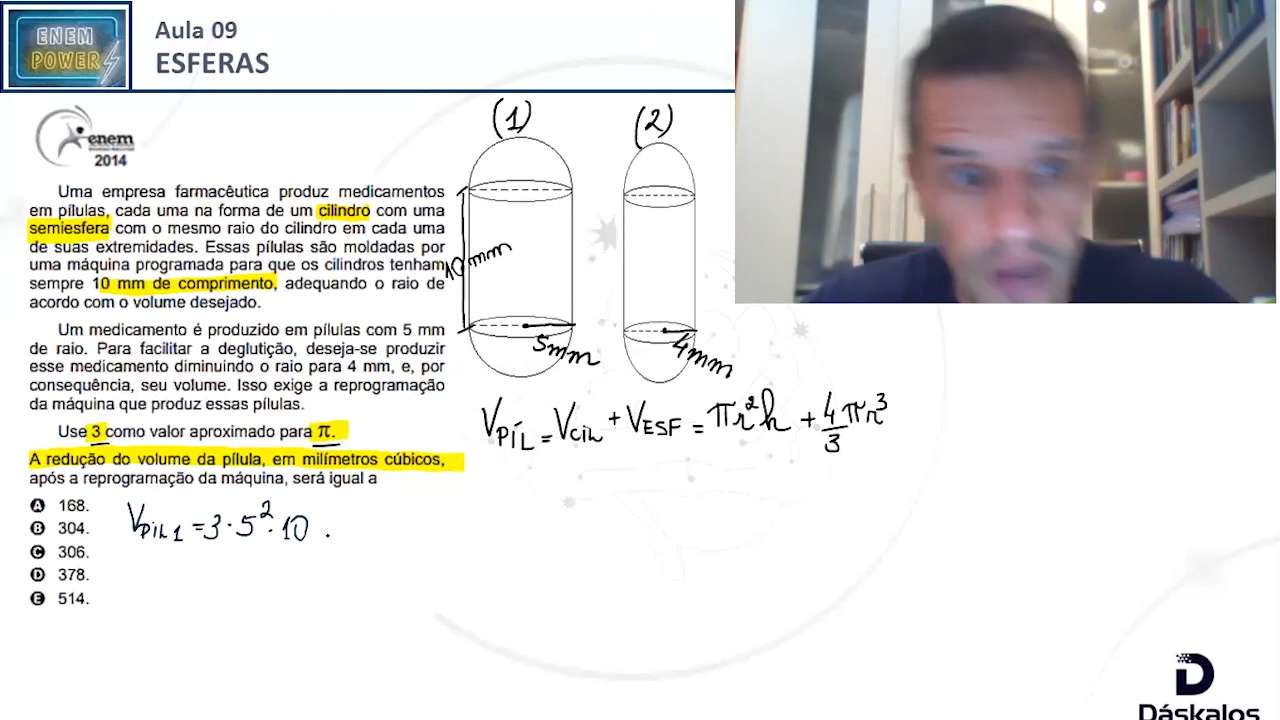 ENEM
POWER
Aula 09
ESFERAS
enem
2014
Uma empresa farmacêutica produz medicamentos
em pílulas, cada uma na forma de um cilindro com uma
semiesfera com o mesmo raio do cilindro em cada uma
de suas extremidades. Essas pílulas são moldadas por
uma máquina programada para que os cilindros tenham
sempre 10 mm de comprimento, adequando o raio de
acordo com o volume desejado.
Um medicamento é produzido em pílulas com 5 mm
de raio. Para facilitar a deglutição, deseja-se produzir
esse medicamento diminuindo o raio para 4 mm, e, por
consequência, seu volume. Isso exige a reprogramação
da máquina que produz essas pílulas.
Use 3 como valor aproximado para π.
A redução do volume da pílula, em milímetros cúbicos,
após a reprogramação da máquina, será igual a
A 168.
B 304.
C 306.
D 378.
E 514.
(1)
(2)
10mm
5mm
4mm
VPÍL = VCIL + VESF = πr²h + 4/3 πr³
VPIL 1 = 3 · 5² · 10 .
Dáskalos